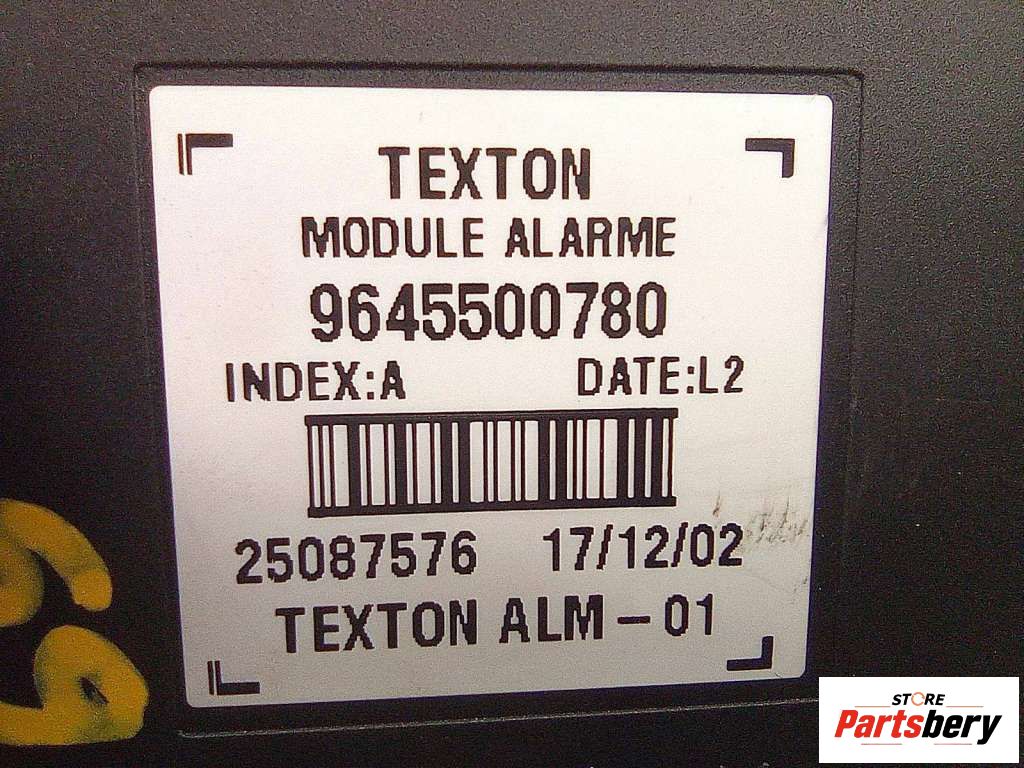 TEXTON
MODULE ALARME
9645500780
INDEX:A DATE:L2
25087576 17/12/02
TEXTON ALM-01
STORE
Partsbery